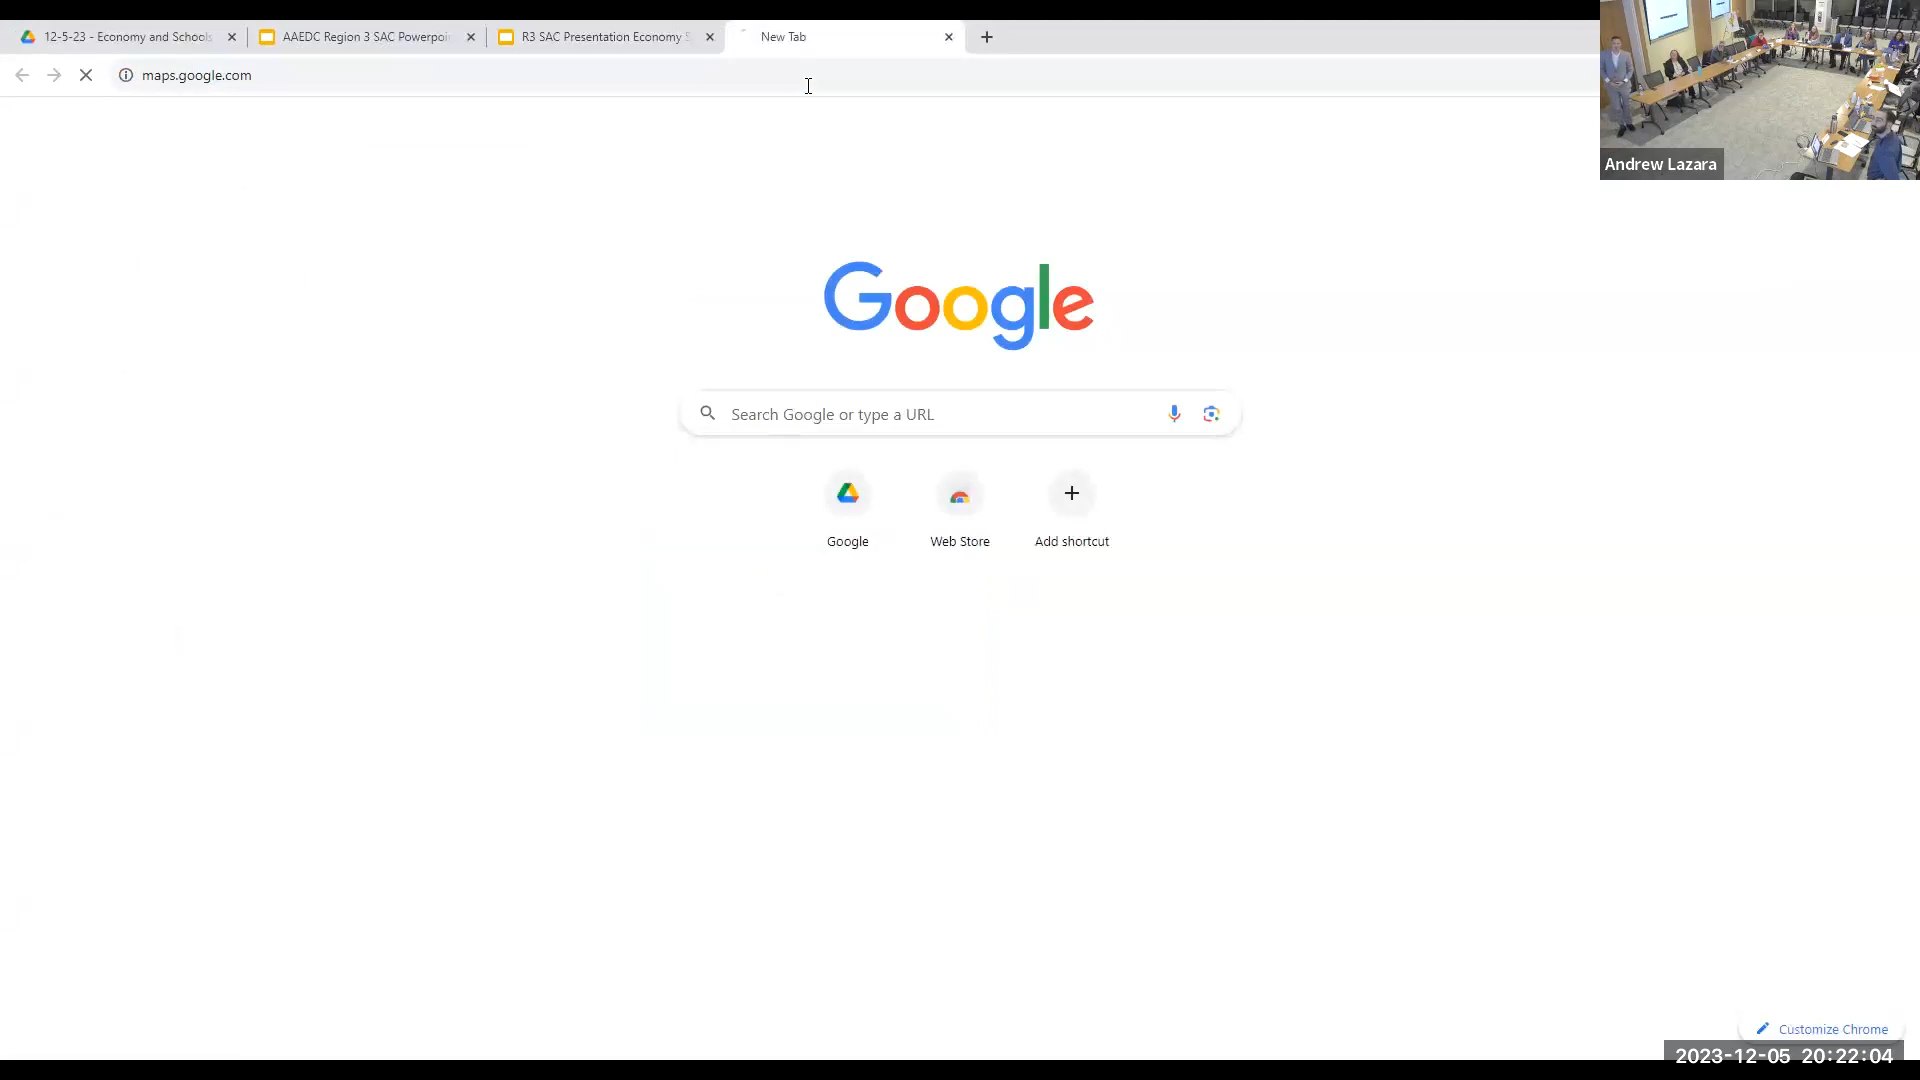 12-5-23 - Economy and Schools
AAEDC Region 3 SAC Powerpoin
R3 SAC Presentation Economy S
New Tab
maps.google.com
Andrew Lazara
Google
Search Google or type a URL
Google
Web Store
Add shortcut
Customize Chrome
2023-12-05 20:22:04